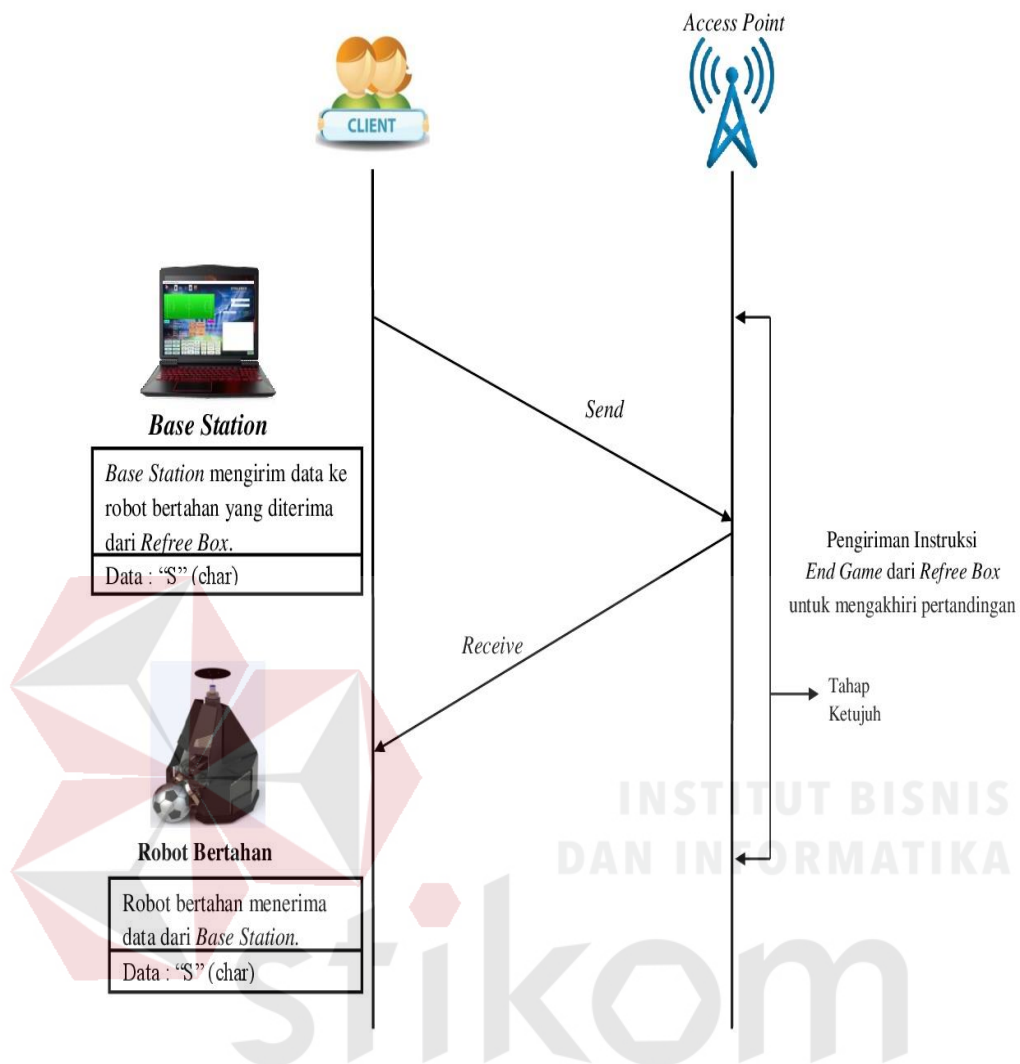 Access Point
CLIENT
Base Station
Base Station mengirim data ke
robot bertahan yang diterima
dari Refree Box.
Data : “S” (char)
Send
Receive
Pengiriman Instruksi
End Game dari Refree Box
untuk mengakhiri pertandingan
Tahap
Ketujuh
Robot Bertahan
Robot bertahan menerima
data dari Base Station.
Data : “S” (char)
INSTITUT BISNIS
DAN INFORMATIKA
stikom